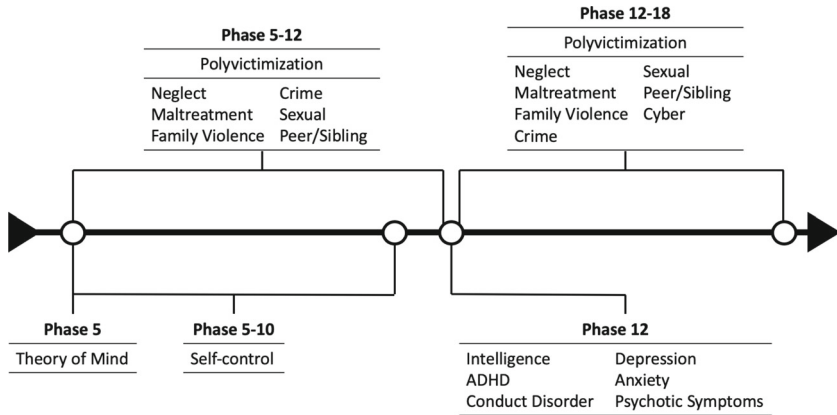 Phase 5-12
Polyvictimization
Neglect Crime
Maltreatment Sexual
Family Violence Peer/Sibling
Phase 12-18
Polyvictimization
Neglect Sexual
Maltreatment Peer/Sibling
Family Violence Cyber
Crime
Phase 5
Theory of Mind
Phase 5-10
Self-control
Phase 12
Intelligence Depression
ADHD Anxiety
Conduct Disorder Psychotic Symptoms